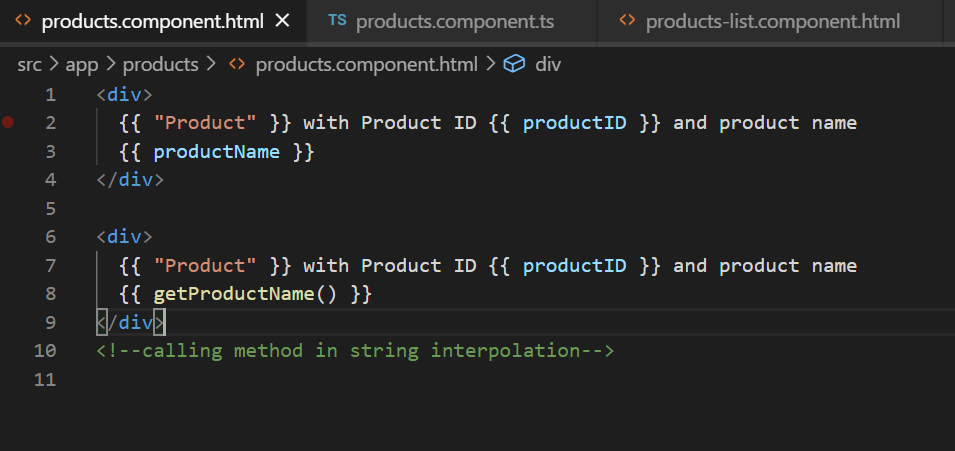 <> products.component.html ✕ TS products.component.ts <> products-list.component.html
src > app > products > <> products.component.html > div
1 <div>
2 {{ "Product" }} with Product ID {{ productID }} and product name
3 {{ productName }}
4 </div>
5
6 <div>
7 {{ "Product" }} with Product ID {{ productID }} and product name
8 {{ getProductName() }}
9 </div>
10 <!--calling method in string interpolation-->
11